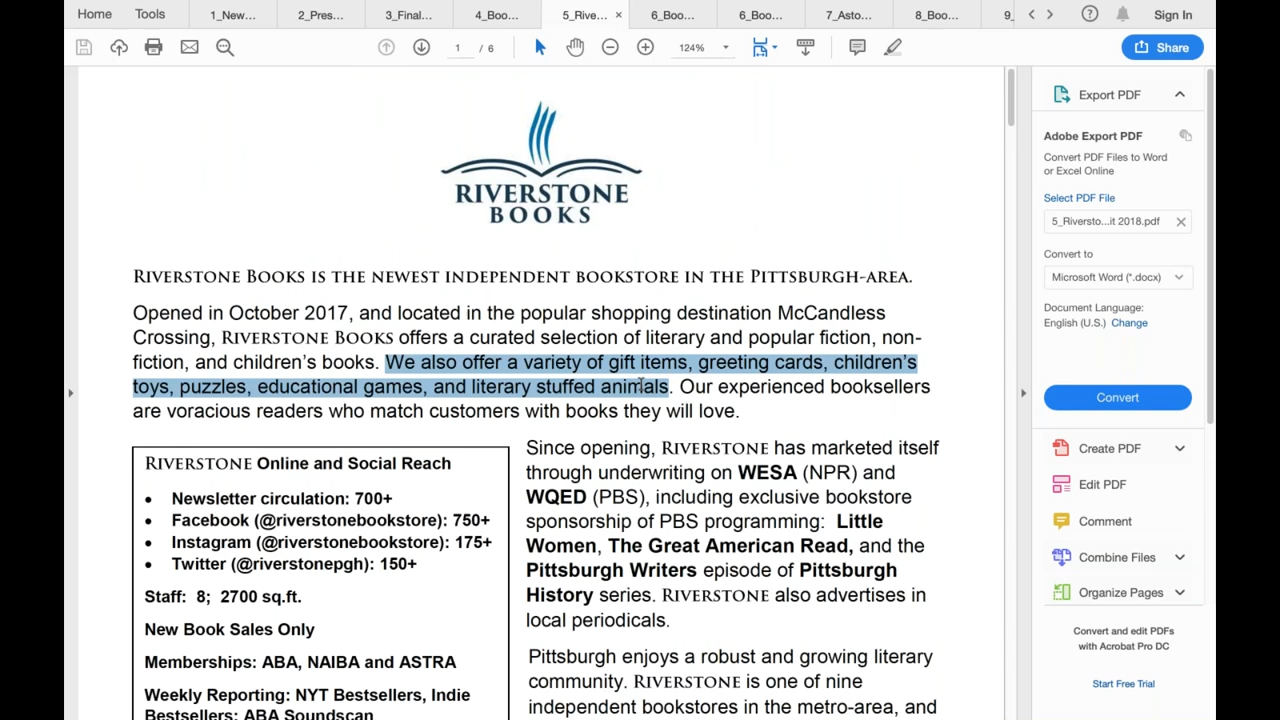 Home Tools 1_New... 2_Pres... 3_Final... 4_Boo... 5_Rive... × 6_Boo... 6_Boo... 7_Asto... 8_Boo... 9_ Sign In
1 / 6 124% Share
RIVERSTONE
BOOKS
RIVERSTONE BOOKS IS THE NEWEST INDEPENDENT BOOKSTORE IN THE PITTSBURGH-AREA.
Opened in October 2017, and located in the popular shopping destination McCandless
Crossing, RIVERSTONE BOOKS offers a curated selection of literary and popular fiction, non-
fiction, and children's books. We also offer a variety of gift items, greeting cards, children's
toys, puzzles, educational games, and literary stuffed animals. Our experienced booksellers
are voracious readers who match customers with books they will love.
RIVERSTONE Online and Social Reach
• Newsletter circulation: 700+
• Facebook (@riverstonebookstore): 750+
• Instagram (@riverstonebookstore): 175+
• Twitter (@riverstonepgh): 150+
Staff: 8; 2700 sq.ft.
New Book Sales Only
Memberships: ABA, NAIBA and ASTRA
Weekly Reporting: NYT Bestsellers, Indie
Bestsellers; ABA Soundscan
Since opening, RIVERSTONE has marketed itself
through underwriting on WESA (NPR) and
WQED (PBS), including exclusive bookstore
sponsorship of PBS programming: Little
Women, The Great American Read, and the
Pittsburgh Writers episode of Pittsburgh
History series. RIVERSTONE also advertises in
local periodicals.
Pittsburgh enjoys a robust and growing literary
community. RIVERSTONE is one of nine
independent bookstores in the metro-area, and
Export PDF
Adobe Export PDF
Convert PDF Files to Word
or Excel Online
Select PDF File
5_Riversto...it 2018.pdf
Convert to
Microsoft Word (*.docx)
Document Language:
English (U.S.) Change
Convert
Create PDF
Edit PDF
Comment
Combine Files
Organize Pages
Convert and edit PDFs
with Acrobat Pro DC
Start Free Trial